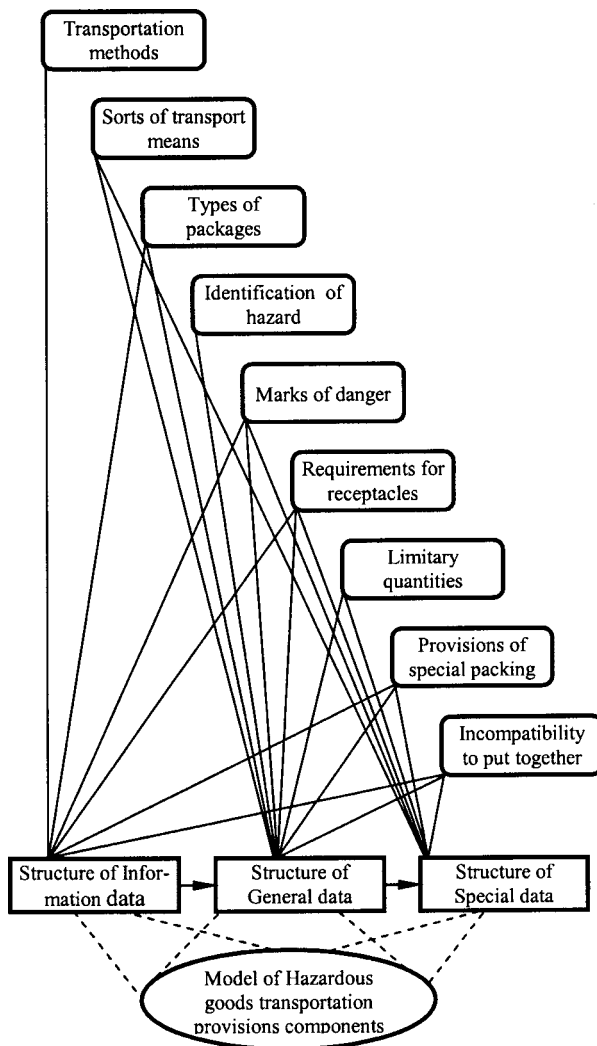 Transportation
methods
Sorts of transport
means
Types of
packages
Identification of
hazard
Marks of danger
Requirements for
receptacles
Limitary
quantities
Provisions of
special packing
Incompatibility
to put together
Structure of Infor-
mation data
Structure of
General data
Structure of
Special data
Model of Hazardous
goods transportation
provisions components